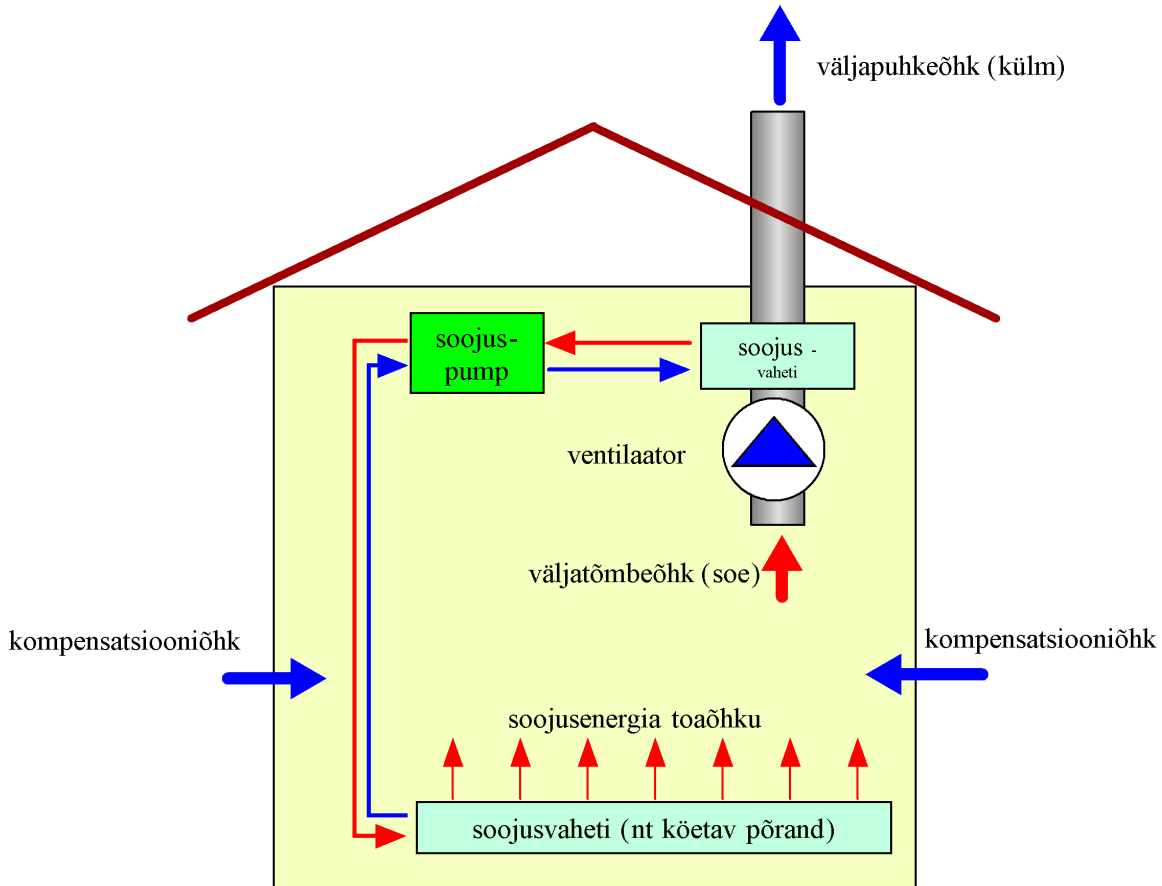 väljapuhkeõhk (külm)
soojus-
pump
soojus -
vaheti
ventilaator
väljatõmbeõhk (soe)
kompensatsiooniõhk
kompensatsiooniõhk
soojusenergia toaõhku
soojusvaheti (nt köetav põrand)